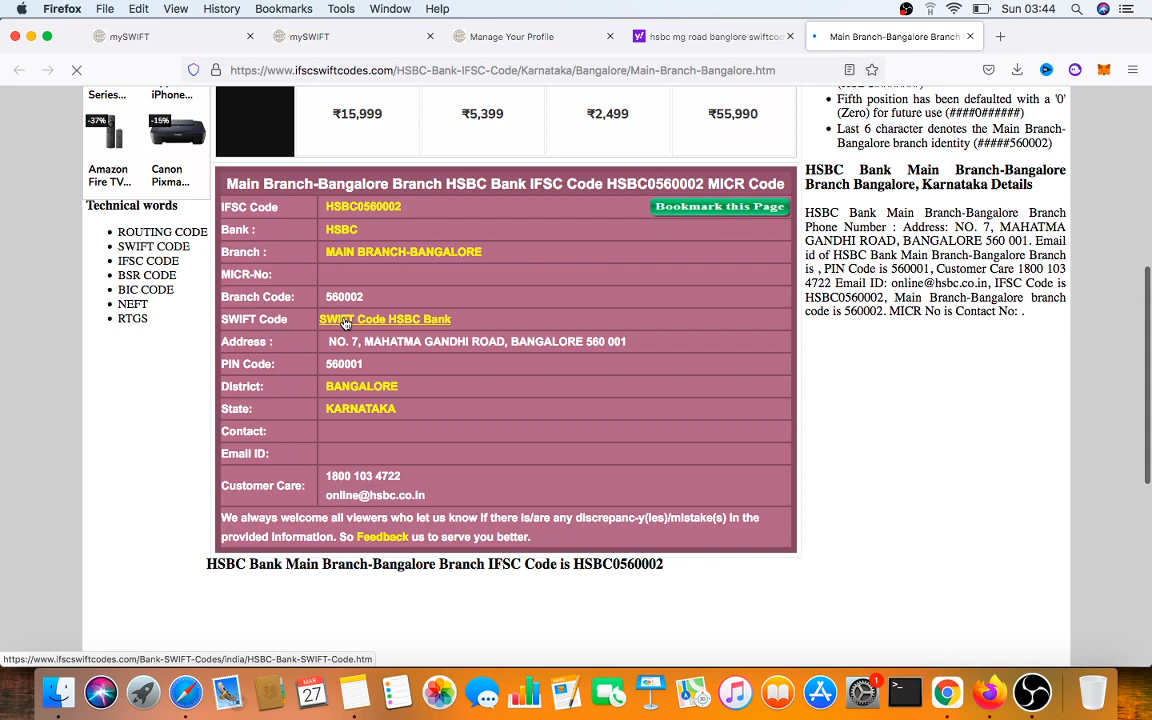 Firefox File Edit View History Bookmarks Tools Window Help Sun 03:44
mySWIFT mySWIFT Manage Your Profile hsbc mg road banglore swiftcod Main Branch-Bangalore Branch
https://www.ifscswiftcodes.com/HSBC-Bank-IFSC-Code/Karnataka/Bangalore/Main-Branch-Bangalore.htm
Series... iPhone...
-37% -15%
Amazon Canon
Fire TV... Pixma...
Technical words
• ROUTING CODE
• SWIFT CODE
• IFSC CODE
• BSR CODE
• BIC CODE
• NEFT
• RTGS
₹15,999 ₹5,399 ₹2,499 ₹55,990
Main Branch-Bangalore Branch HSBC Bank IFSC Code HSBC0560002 MICR Code
IFSC Code HSBC0560002 Bookmark this Page
Bank : HSBC
Branch : MAIN BRANCH-BANGALORE
MICR-No:
Branch Code: 560002
SWIFT Code SWIFT Code HSBC Bank
Address : NO. 7, MAHATMA GANDHI ROAD, BANGALORE 560 001
PIN Code: 560001
District: BANGALORE
State: KARNATAKA
Contact:
Email ID:
Customer Care: 1800 103 4722
online@hsbc.co.in
We always welcome all viewers who let us know if there is/are any discrepanc-y(ies)/mistake(s) in the
provided information. So Feedback us to serve you better.
HSBC Bank Main Branch-Bangalore Branch IFSC Code is HSBC0560002
• Fifth position has been defaulted with a '0'
(Zero) for future use (####0######)
• Last 6 character denotes the Main Branch-
Bangalore branch identity (#####560002)
HSBC Bank Main Branch-Bangalore
Branch Bangalore, Karnataka Details
HSBC Bank Main Branch-Bangalore Branch
Phone Number : Address: NO. 7, MAHATMA
GANDHI ROAD, BANGALORE 560 001. Email
id of HSBC Bank Main Branch-Bangalore Branch
is , PIN Code is 560001, Customer Care 1800 103
4722 Email ID: online@hsbc.co.in, IFSC Code is
HSBC0560002, Main Branch-Bangalore branch
code is 560002. MICR No is Contact No: .
https://www.ifscswiftcodes.com/Bank-SWIFT-Codes/india/HSBC-Bank-SWIFT-Code.htm
MAR
27
1